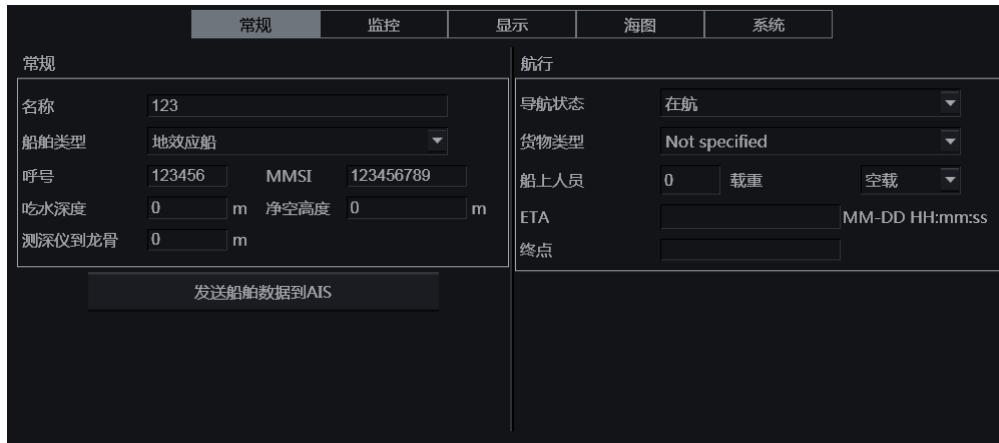 常规 监控 显示 海图 系统
常规
名称 123
船舶类型 地效应船
呼号 123456 MMSI 123456789
吃水深度 0 m 净空高度 0 m
测深仪到龙骨 0 m
发送船舶数据到AIS
航行
导航状态 在航
货物类型 Not specified
船上人员 0 载重 空载
ETA MM-DD HH:mm:ss
终点